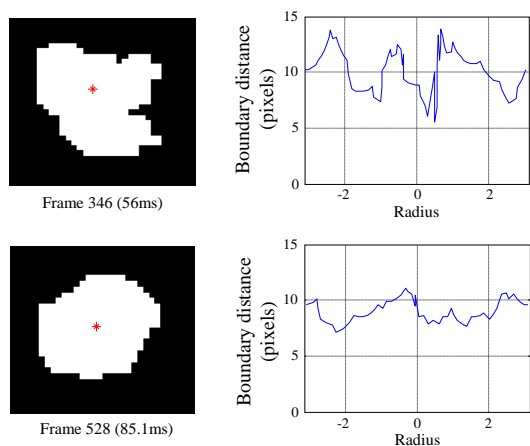 15
10
5
0
Boundary distance
(pixels)
-2 0 2
Radius
Frame 346 (56ms)
15
10
5
0
Boundary distance
(pixels)
-2 0 2
Radius
Frame 528 (85.1ms)